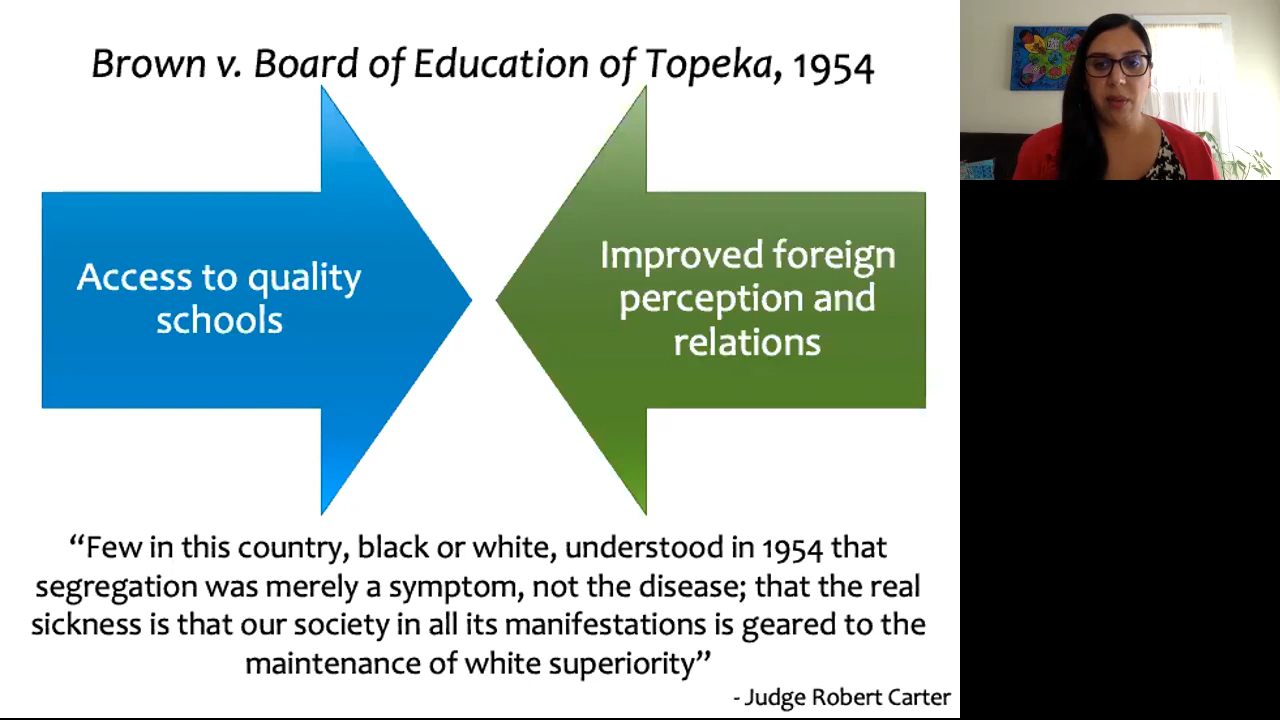 Brown v. Board of Education of Topeka, 1954
Access to quality
schools
Improved foreign
perception and
relations
“Few in this country, black or white, understood in 1954 that
segregation was merely a symptom, not the disease; that the real
sickness is that our society in all its manifestations is geared to the
maintenance of white superiority”
- Judge Robert Carter